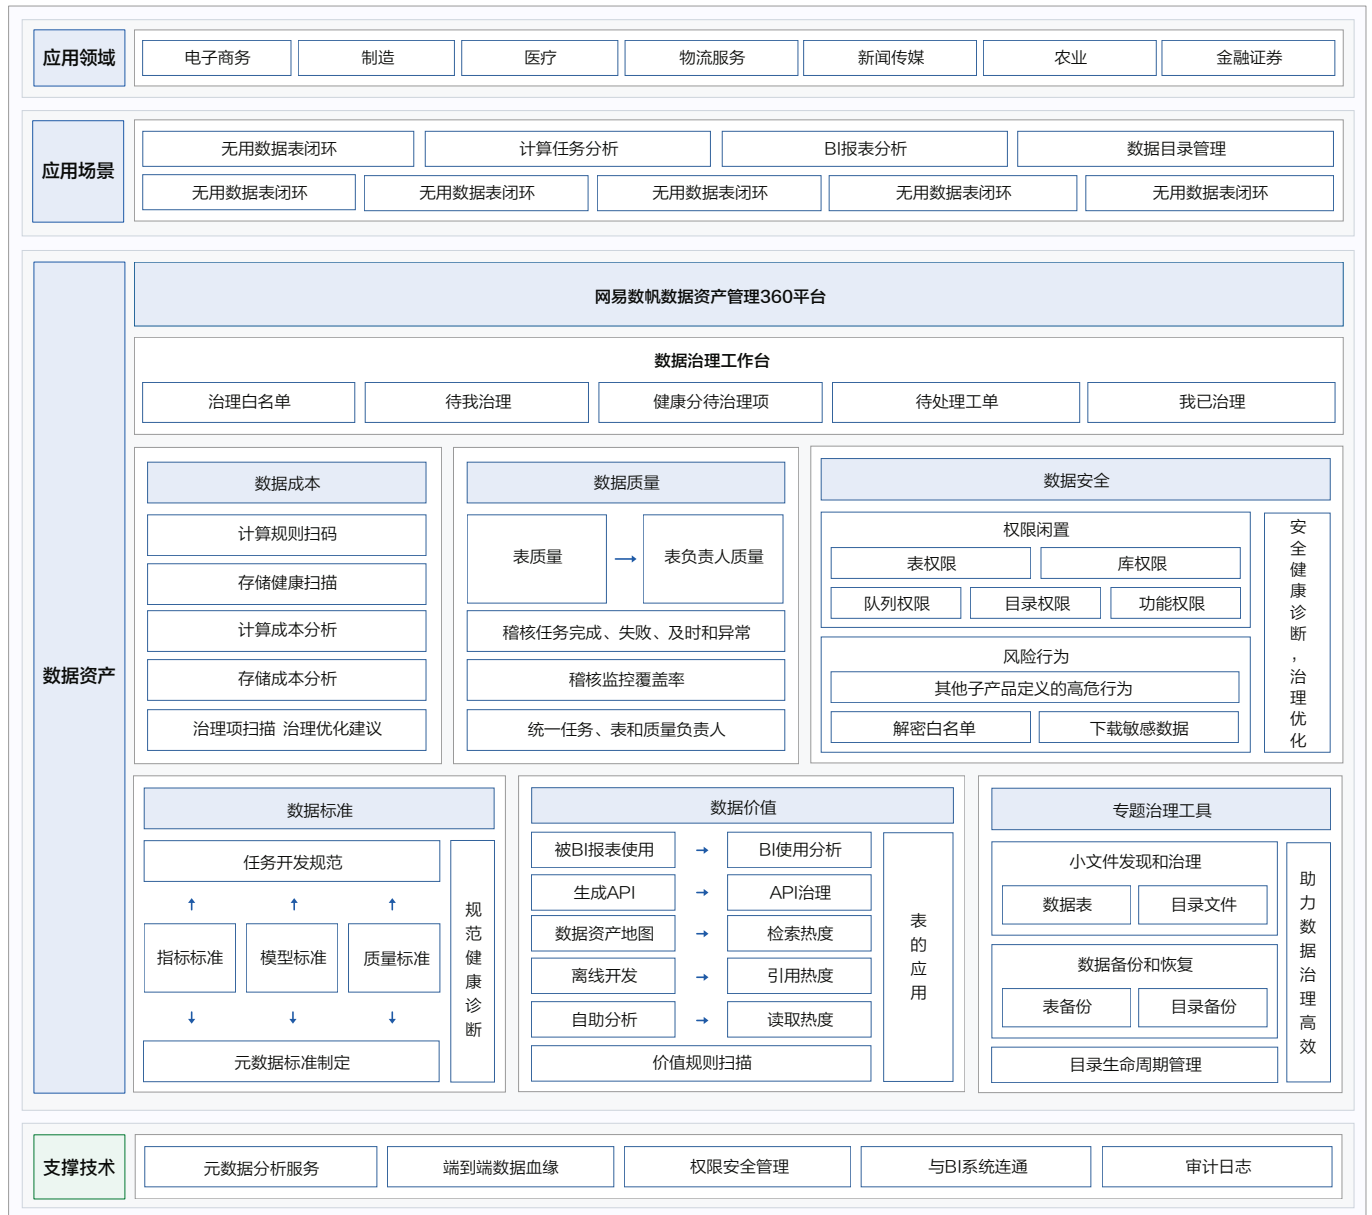 应用领域
电子商务
制造
医疗
物流服务
新闻传媒
农业
金融证券
应用场景
无用数据表闭环
计算任务分析
BI报表分析
数据目录管理
无用数据表闭环
无用数据表闭环
无用数据表闭环
无用数据表闭环
无用数据表闭环
数据资产
网易数帆数据资产管理360平台
数据治理工作台
治理白名单
待我治理
健康分待治理项
待处理工单
我已治理
数据成本
计算规则扫码
存储健康扫描
计算成本分析
存储成本分析
治理项扫描 治理优化建议
数据质量
表质量
表负责人质量
稽核任务完成、失败、及时和异常
稽核监控覆盖率
统一任务、表和质量负责人
数据安全
权限闲置
表权限
库权限
队列权限
目录权限
功能权限
风险行为
其他子产品定义的高危行为
解密白名单
下载敏感数据
安全健康诊断，治理优化
数据标准
任务开发规范
指标标准
模型标准
质量标准
元数据标准制定
规范健康诊断
数据价值
被BI报表使用
BI使用分析
生成API
API治理
数据资产地图
检索热度
离线开发
引用热度
自助分析
读取热度
价值规则扫描
表的应用
专题治理工具
小文件发现和治理
数据表
目录文件
数据备份和恢复
表备份
目录备份
目录生命周期管理
助力数据治理高效
支撑技术
元数据分析服务
端到端数据血缘
权限安全管理
与BI系统连通
审计日志